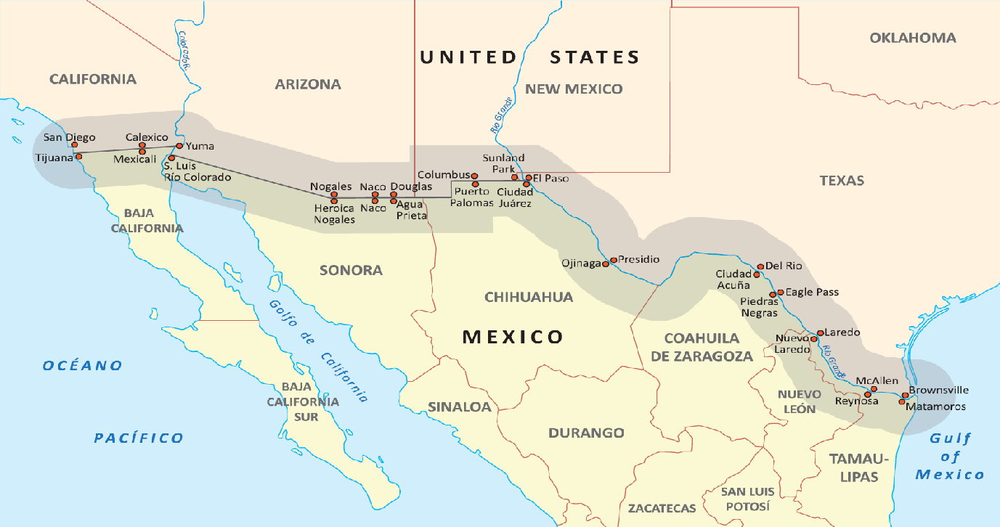 OKLAHOMA
UNITED STATES
CALIFORNIA
ARIZONA
NEW MEXICO
Colorado R.
Rio Grande
San Diego
Calexico
Yuma
Tijuana
Mexicali
S. Luis
Río Colorado
Sunland
Park
Columbus
El Paso
TEXAS
Nogales
Naco
Douglas
Puerto
Palomas
Ciudad
Juárez
Heroica
Nogales
Naco
Agua
Prieta
BAJA
CALIFORNIA
Ojinaga
Presidio
SONORA
Del Rio
Ciudad
Acuña
CHIHUAHUA
Eagle Pass
Piedras
Negras
Golfo de California
MEXICO
COAHUILA
DE ZARAGOZA
Laredo
Nuevo
Laredo
Río Grande
OCÉANO
PACÍFICO
BAJA
CALIFORNIA
SUR
SINALOA
McAllen
Reynosa
Brownsville
Matamoros
NUEVO
LEÓN
DURANGO
Gulf
of
Mexico
TAMAU-
LIPAS
SAN LUIS
POTOSÍ
ZACATECAS